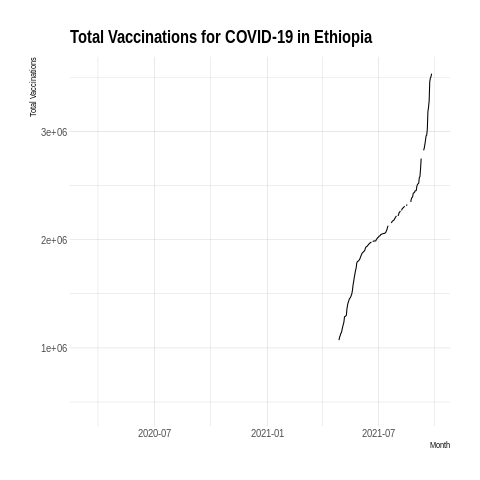 Total Vaccinations for COVID-19 in Ethiopia
Total Vaccinations
3e+06
2e+06
1e+06
2020-07 2021-01 2021-07
Month